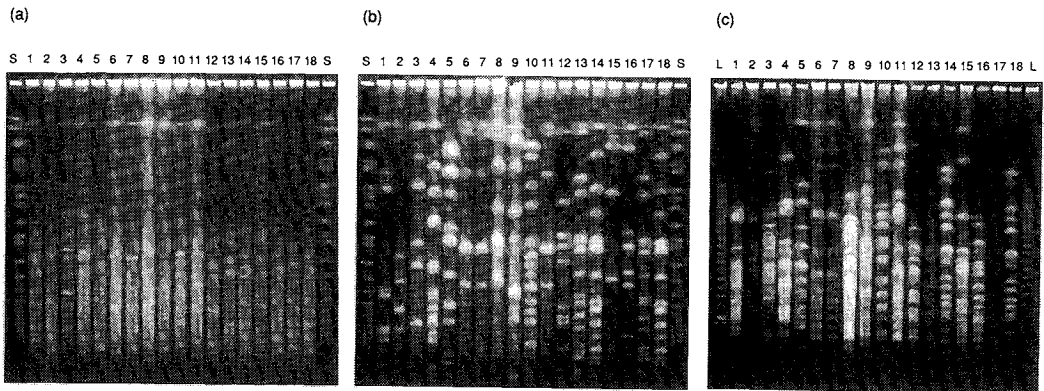 (a)
S 1 2 3 4 5 6 7 8 9 10 11 12 13 14 15 17 18 S
(b)
S 1 2 3 4 5 6 7 8 9 10 11 12 13 14 15 16 17 18 S
(c)
L 1 2 3 4 5 6 7 8 9 10 11 12 13 14 15 16 17 18 L